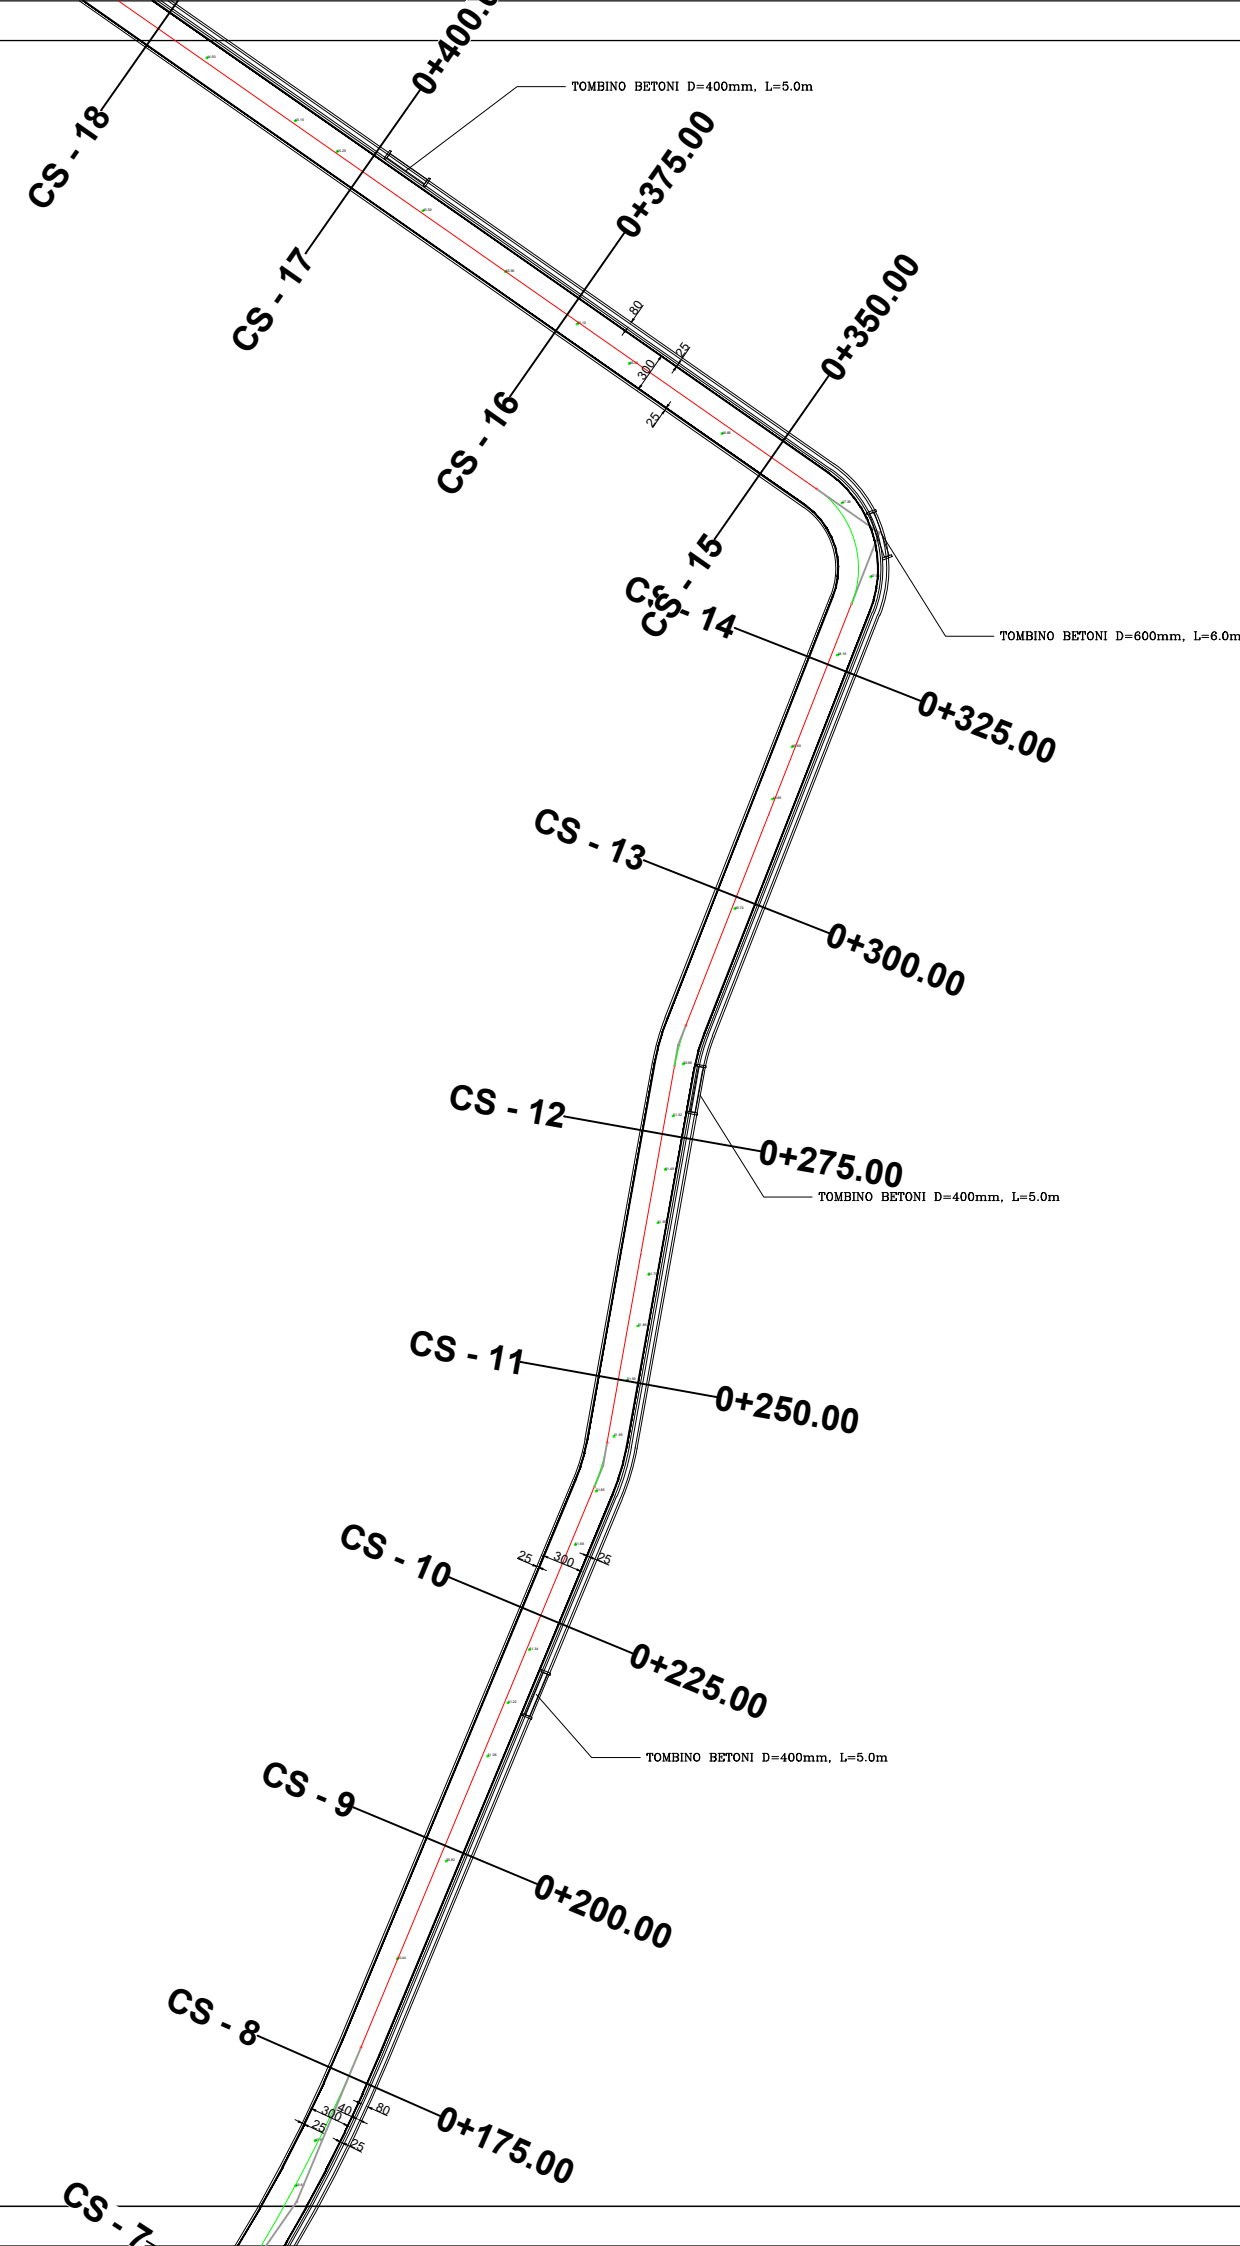 0+400.0
TOMBINO BETONI D=400mm, L=5.0m
CS - 18
0+375.00
CS - 17
0+350.00
80
25
300
25
CS - 16
CS - 15
CS - 14
TOMBINO BETONI D=600mm, L=6.0m
0+325.00
CS - 13
0+300.00
CS - 12
0+275.00
TOMBINO BETONI D=400mm, L=5.0m
CS - 11
0+250.00
CS - 10
25
300
25
0+225.00
TOMBINO BETONI D=400mm, L=5.0m
CS - 9
0+200.00
CS - 8
40
80
300
25
25
0+175.00
CS - 7